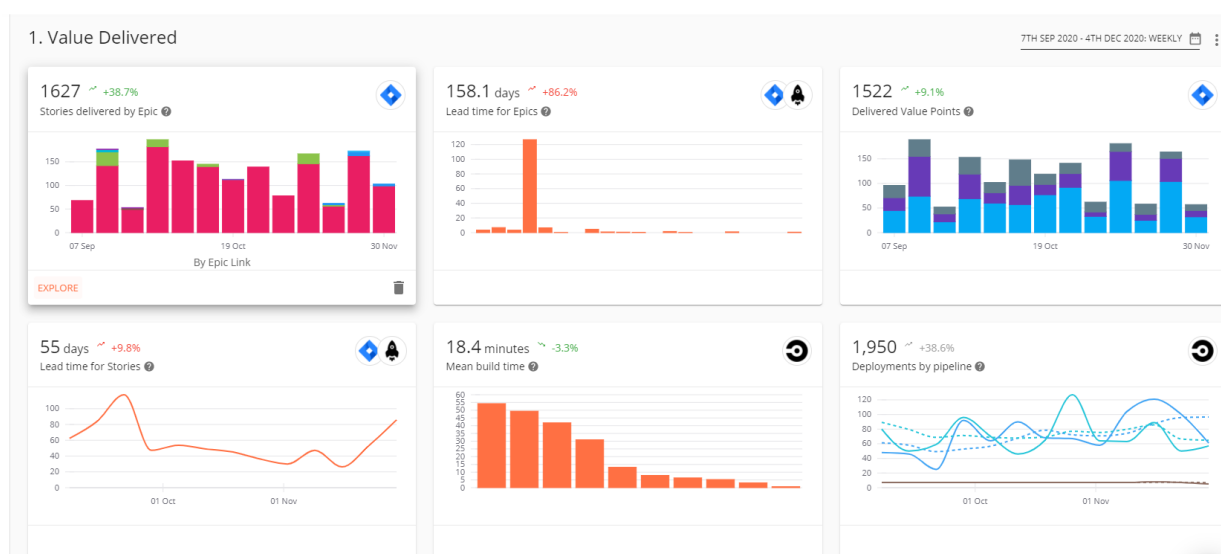 1. Value Delivered
7TH SEP 2020 - 4TH DEC 2020: WEEKLY
1627 +38.7%
Stories delivered by Epic
150
100
50
0
07 Sep 19 Oct 30 Nov
By Epic Link
EXPLORE
158.1 days +86.2%
Lead time for Epics
120
100
80
60
40
20
0
1522 +9.1%
Delivered Value Points
150
100
50
0
07 Sep 19 Oct 30 Nov
55 days +9.8%
Lead time for Stories
100
80
60
40
20
0
01 Oct 01 Nov
18.4 minutes -3.3%
Mean build time
60
55
50
45
40
35
30
25
20
15
10
5
0
1,950 +38.6%
Deployments by pipeline
120
100
80
60
40
20
0
01 Oct 01 Nov